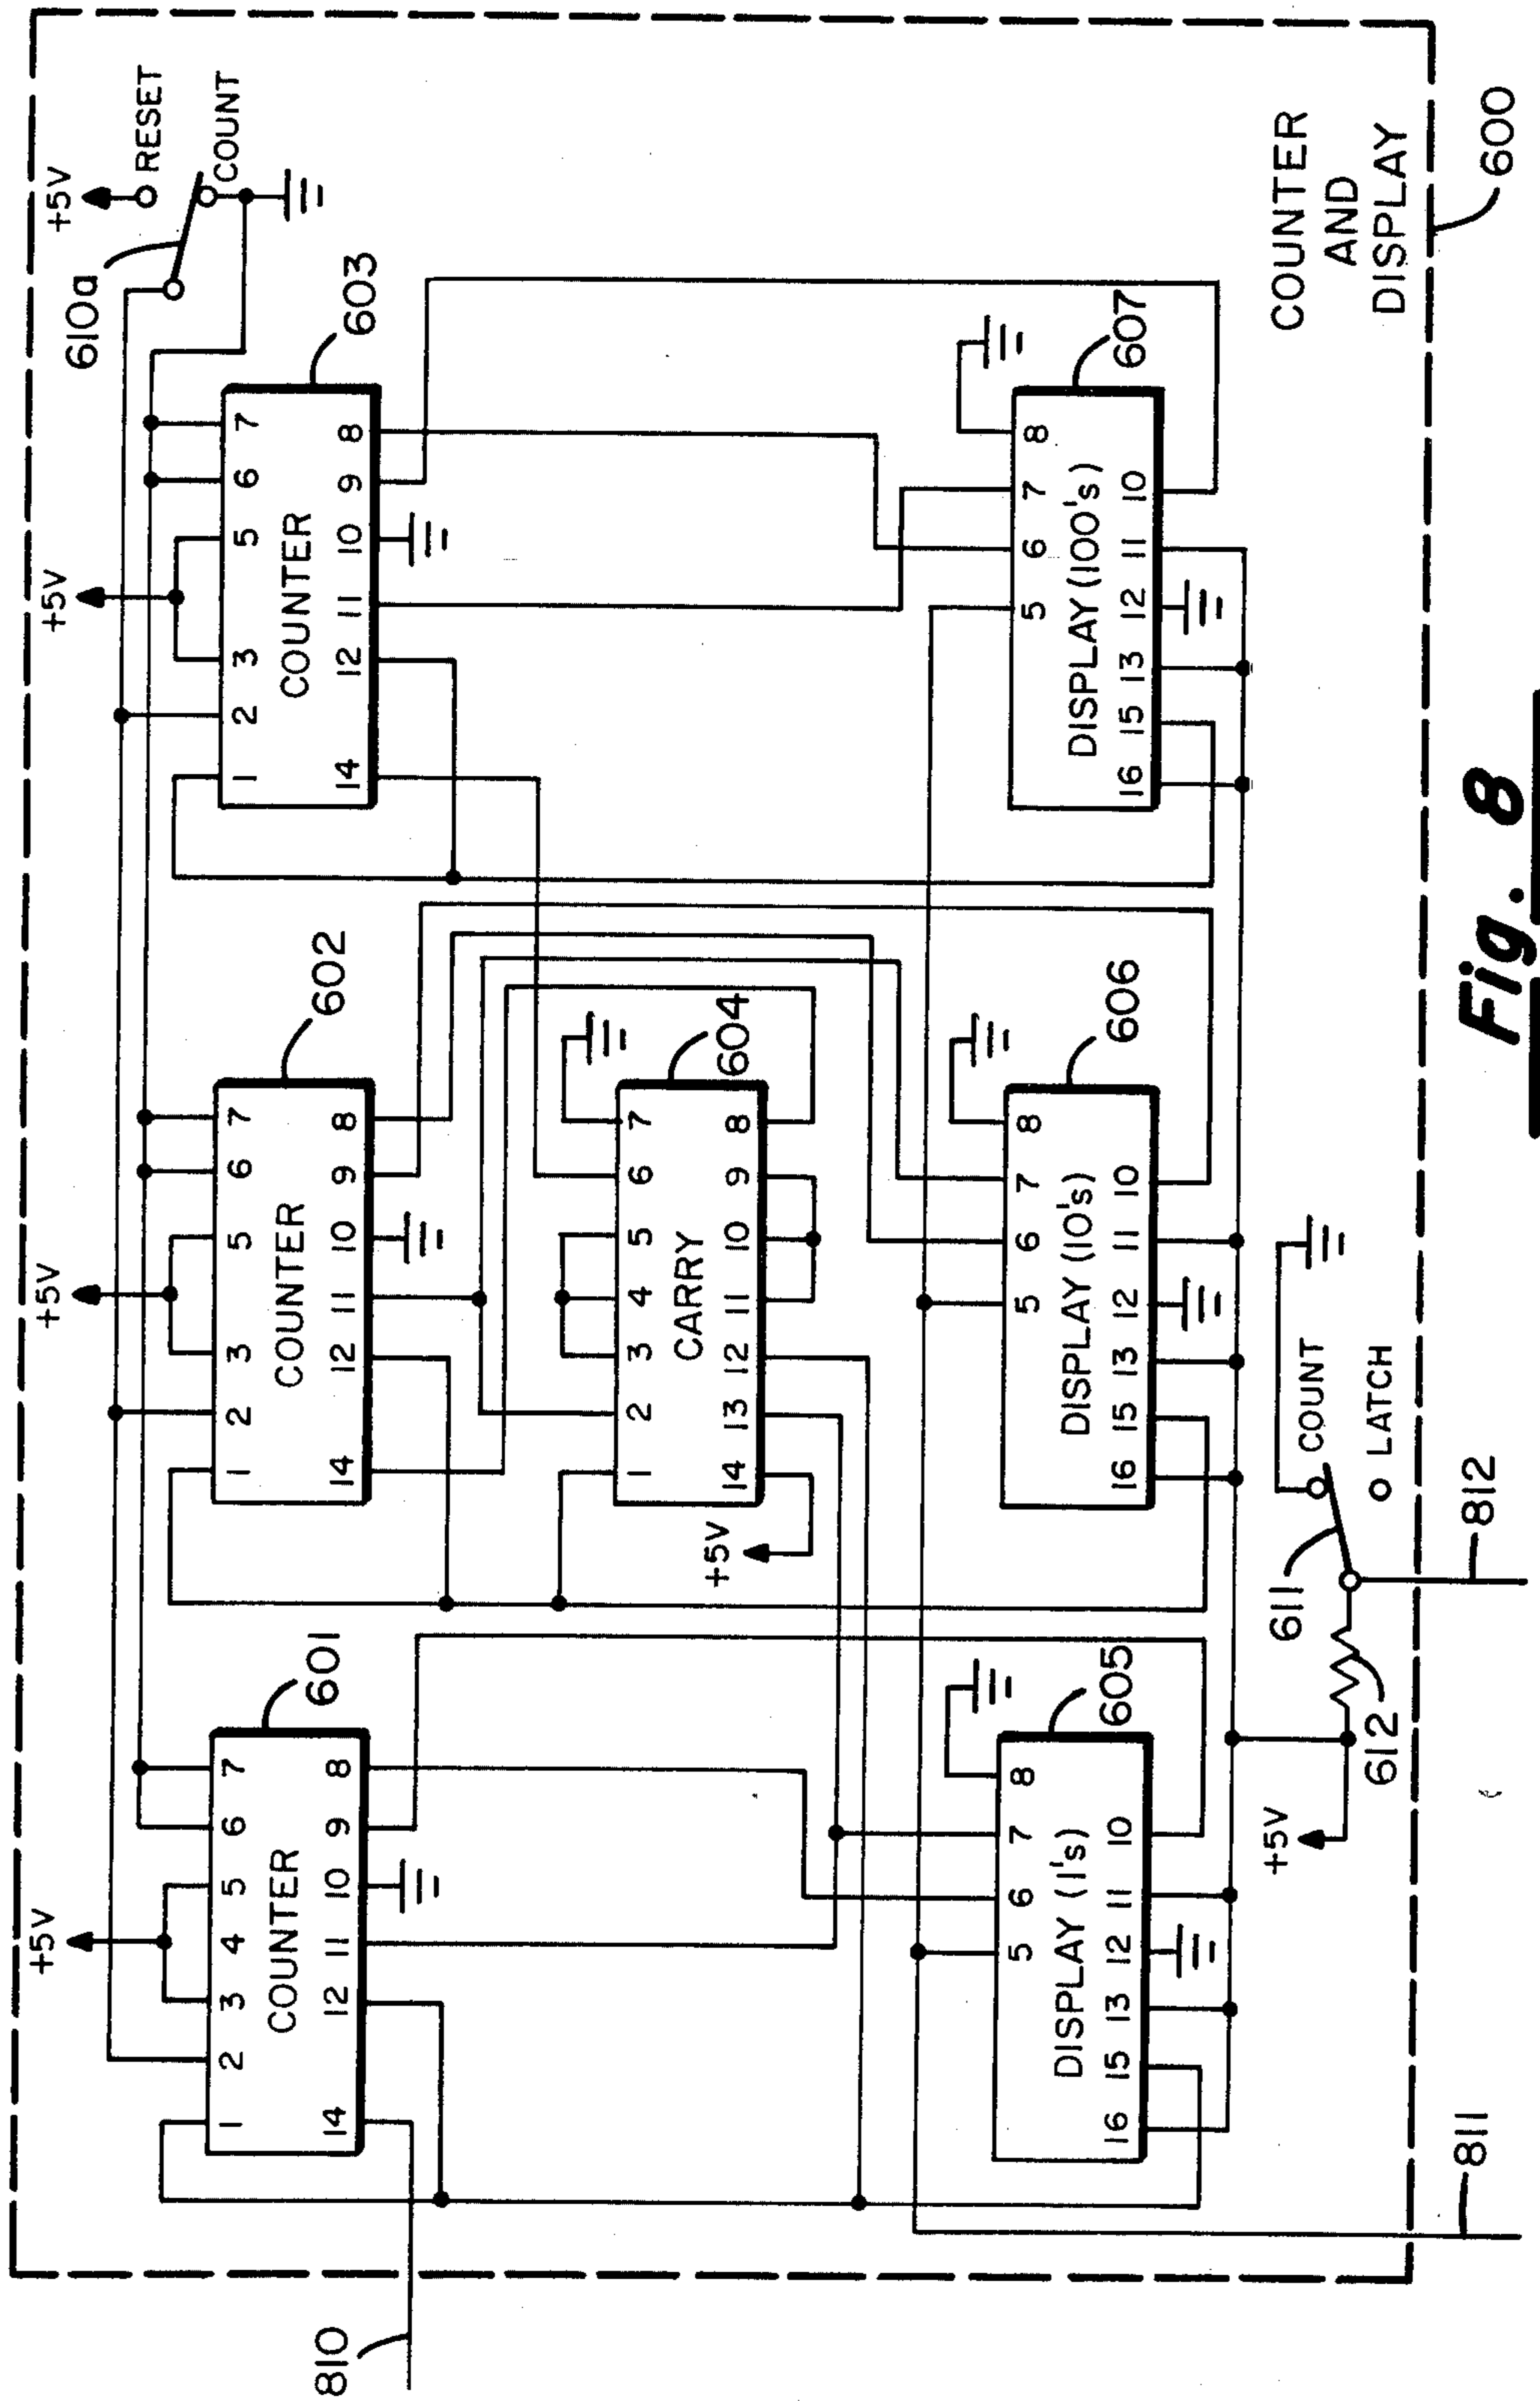 +5V
+5V
+5V
+5V
610a
RESET
COUNT
1 2 3 4 5 6 7
COUNTER
14 12 11 10 9 8
601
1 2 3 5 6 7
COUNTER
14 12 11 10 9 8
602
1 2 3 5 6 7
COUNTER
14 12 11 10 9 8
603
810
1 2 3 4 5 6 7
CARRY
14 13 12 11 10 9 8
604
+5V
5 6 7 8
DISPLAY (1's)
16 15 13 12 11 10
605
5 6 7 8
DISPLAY (10's)
16 15 13 12 11 10
606
5 6 7 8
DISPLAY (100's)
16 15 13 12 11 10
607
+5V
612
611
COUNT
LATCH
COUNTER
AND
DISPLAY
811
812
600
Fig. 8